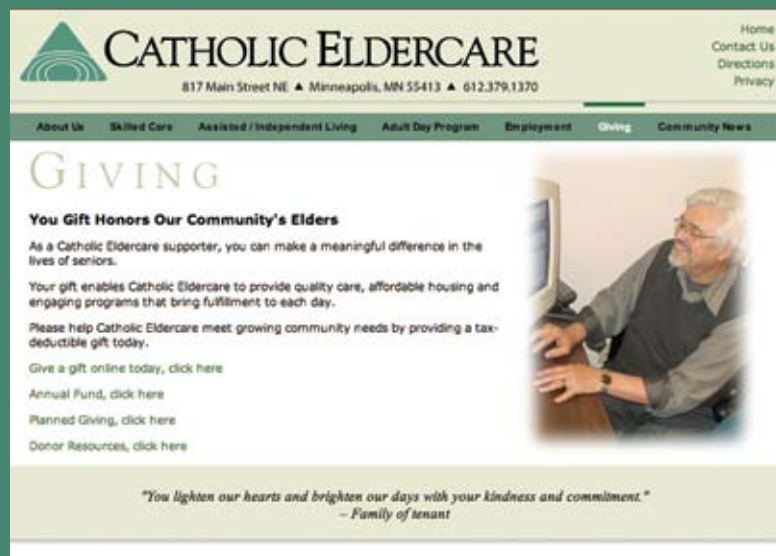 CATHOLIC ELDERCARE
817 Main Street NE ▲ Minneapolis, MN 55413 ▲ 612.379.1370
Home
Contact Us
Directions
Privacy
About Us Skilled Care Assisted / Independent Living Adult Day Program Employment Giving Community News
GIVING
You Gift Honors Our Community's Elders
As a Catholic Eldercare supporter, you can make a meaningful difference in the
lives of seniors.
Your gift enables Catholic Eldercare to provide quality care, affordable housing and
engaging programs that bring fulfillment to each day.
Please help Catholic Eldercare meet growing community needs by providing a tax-
deductible gift today.
Give a gift online today, click here
Annual Fund, click here
Planned Giving, click here
Donor Resources, click here
"You lighten our hearts and brighten our days with your kindness and commitment."
– Family of tenant